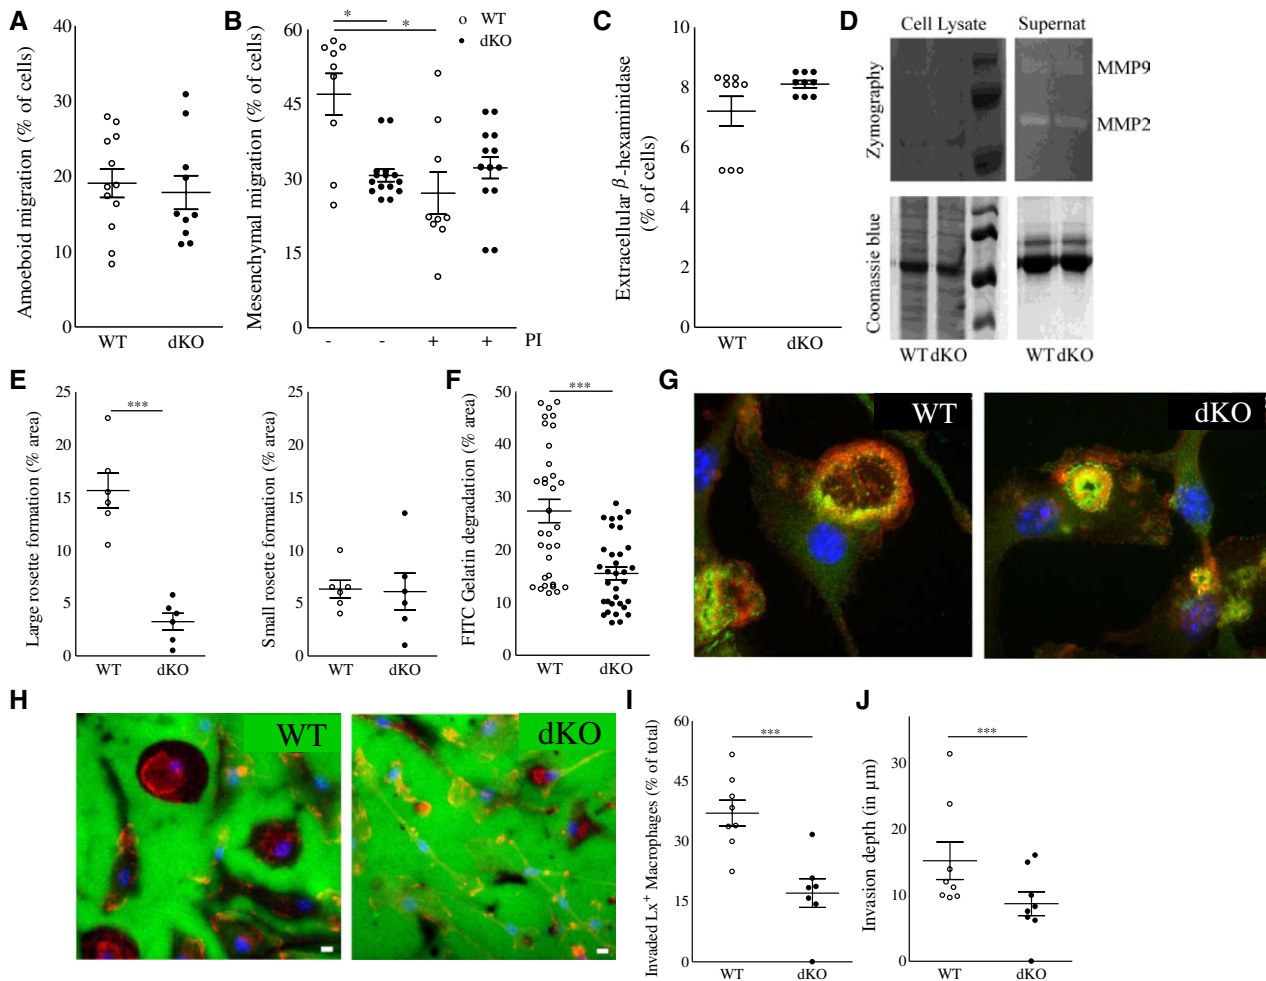 A
Amoeboid migration (% of cells)
40
30
20
10
0
WT dKO
B
Mesenchymal migration (% of cells)
60
45
30
15
0
* *
WT
dKO
- - + + PI
C
Extracellular β-hexaminidase
(% of cells)
10
8
6
4
2
0
WT dKO
D
Cell Lysate Supernat
Zymography
MMP9
MMP2
Coomassie blue
WT dKO WT dKO
E
Large rosette formation (% area)
25
20
15
10
5
0
***
WT dKO
Small rosette formation (% area)
25
20
15
10
5
0
WT dKO
F
FITC Gelatin degradation (% area)
50
40
30
20
10
0
***
WT dKO
G
WT dKO
H
WT dKO
I
Invaded Lx+ Macrophages (% of total)
60
45
30
15
0
***
WT dKO
J
Invasion depth (in µm)
30
20
10
0
***
WT dKO